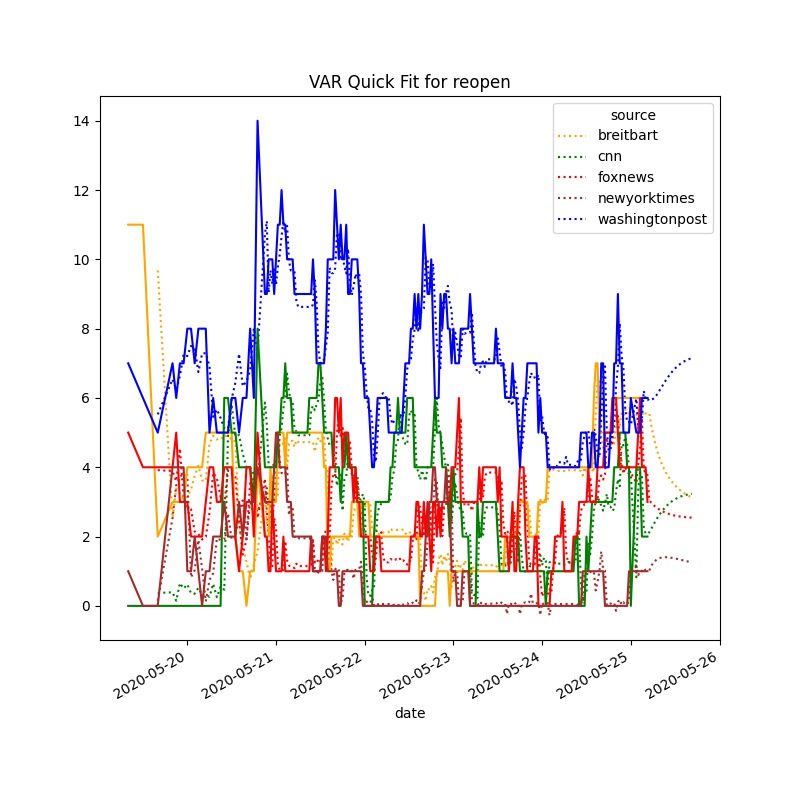 VAR Quick Fit for reopen
source
breitbart
cnn
foxnews
newyorktimes
washingtonpost
14
12
10
8
6
4
2
0
2020-05-20
2020-05-21
2020-05-22
2020-05-23
2020-05-24
2020-05-25
2020-05-26
date